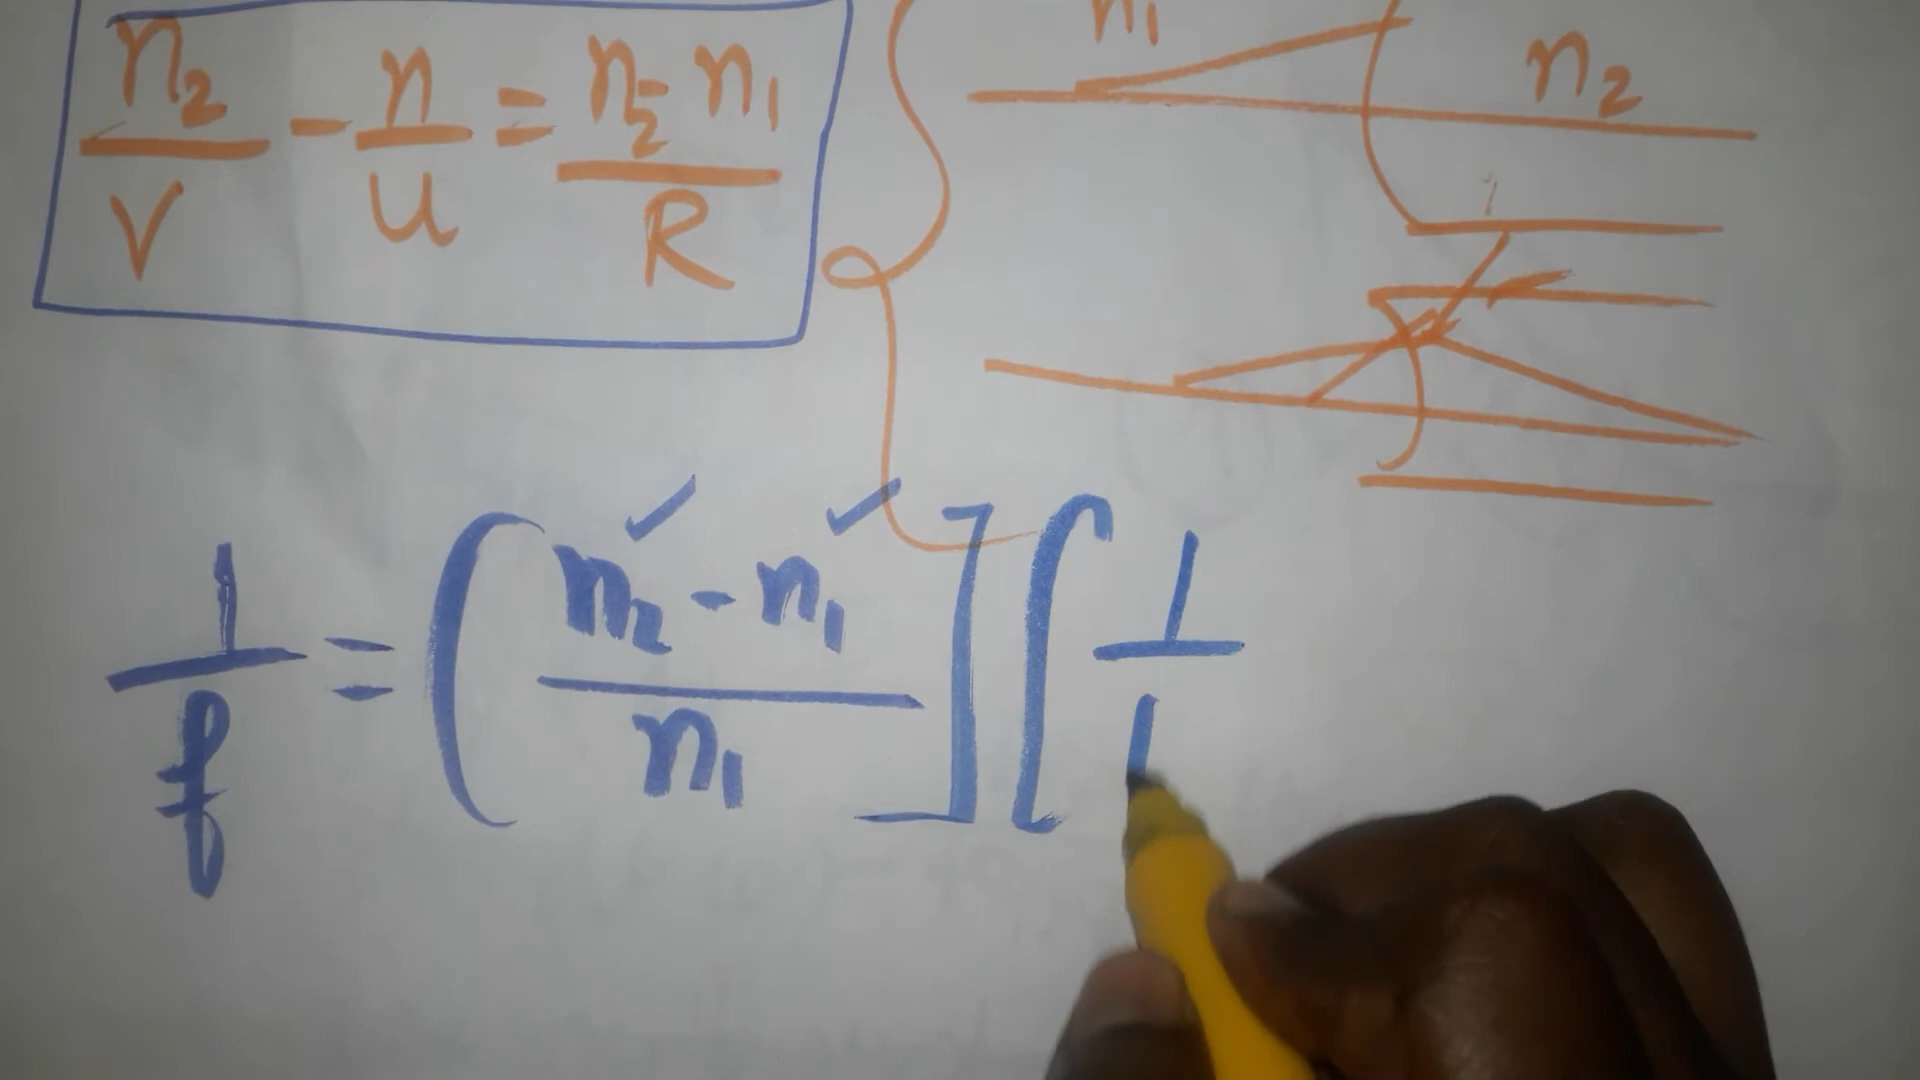 n₂/V - n/u = n₂-n₁/R
n₁
n₂
1/f = (n₂ - n₁/n₁] [1/